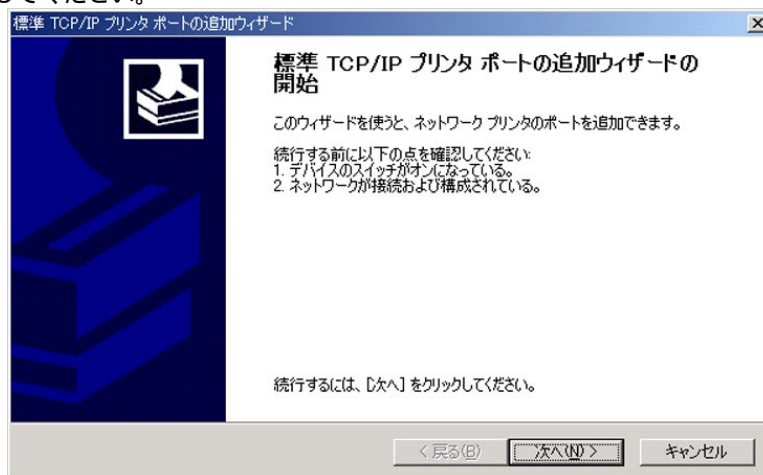 してください。
標準 TCP/IP プリンタ ポートの追加ウィザード
標準 TCP/IP プリンタ ポートの追加ウィザードの
開始
このウィザードを使うと、ネットワーク プリンタのポートを追加できます。
続行する前に以下の点を確認してください:
1. デバイスのスイッチがオンになっている。
2. ネットワークが接続および構成されている。
続行するには、[次へ] をクリックしてください。
< 戻る(B) 次へ(N) > キャンセル